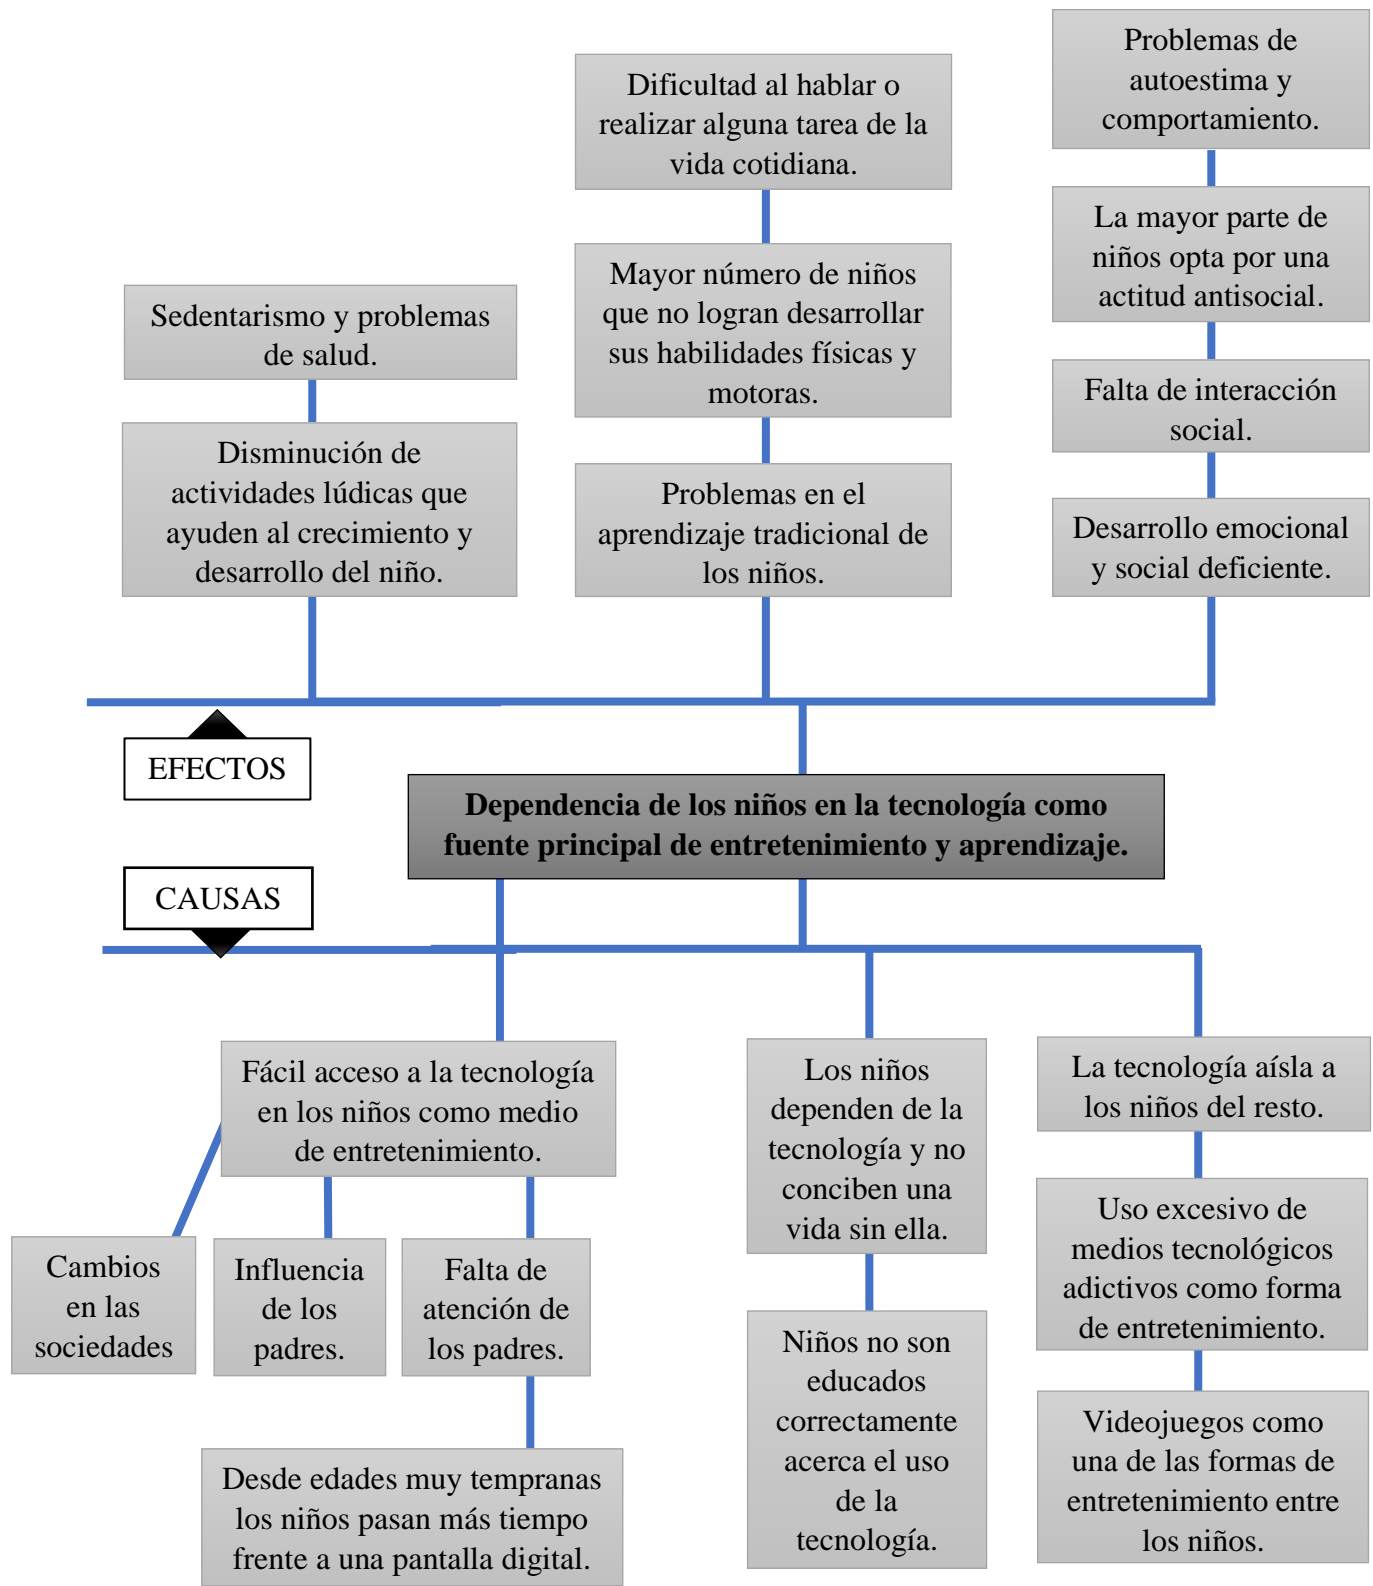 Problemas de
autoestima y
comportamiento.
Dificultad al hablar o
realizar alguna tarea de la
vida cotidiana.
La mayor parte de
niños opta por una
actitud antisocial.
Mayor número de niños
que no logran desarrollar
sus habilidades físicas y
motoras.
Sedentarismo y problemas
de salud.
Falta de interacción
social.
Disminución de
actividades lúdicas que
ayuden al crecimiento y
desarrollo del niño.
Problemas en el
aprendizaje tradicional de
los niños.
Desarrollo emocional
y social deficiente.
EFECTOS
Dependencia de los niños en la tecnología como
fuente principal de entretenimiento y aprendizaje.
CAUSAS
Fácil acceso a la tecnología
en los niños como medio
de entretenimiento.
Los niños
dependen de la
tecnología y no
conciben una
vida sin ella.
La tecnología aísla a
los niños del resto.
Cambios
en las
sociedades
Influencia
de los
padres.
Falta de
atención de
los padres.
Uso excesivo de
medios tecnológicos
adictivos como forma
de entretenimiento.
Niños no son
educados
correctamente
acerca el uso
de la
tecnología.
Videojuegos como
una de las formas de
entretenimiento entre
los niños.
Desde edades muy tempranas
los niños pasan más tiempo
frente a una pantalla digital.